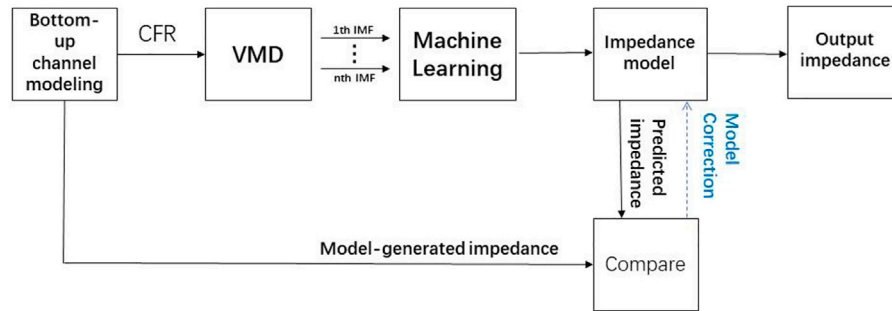 Bottom-
up
channel
modeling
CFR
VMD
1th IMF
nth IMF
Machine
Learning
Impedance
model
Output
impedance
Predicted
impedance
Model
Correction
Model-generated impedance
Compare